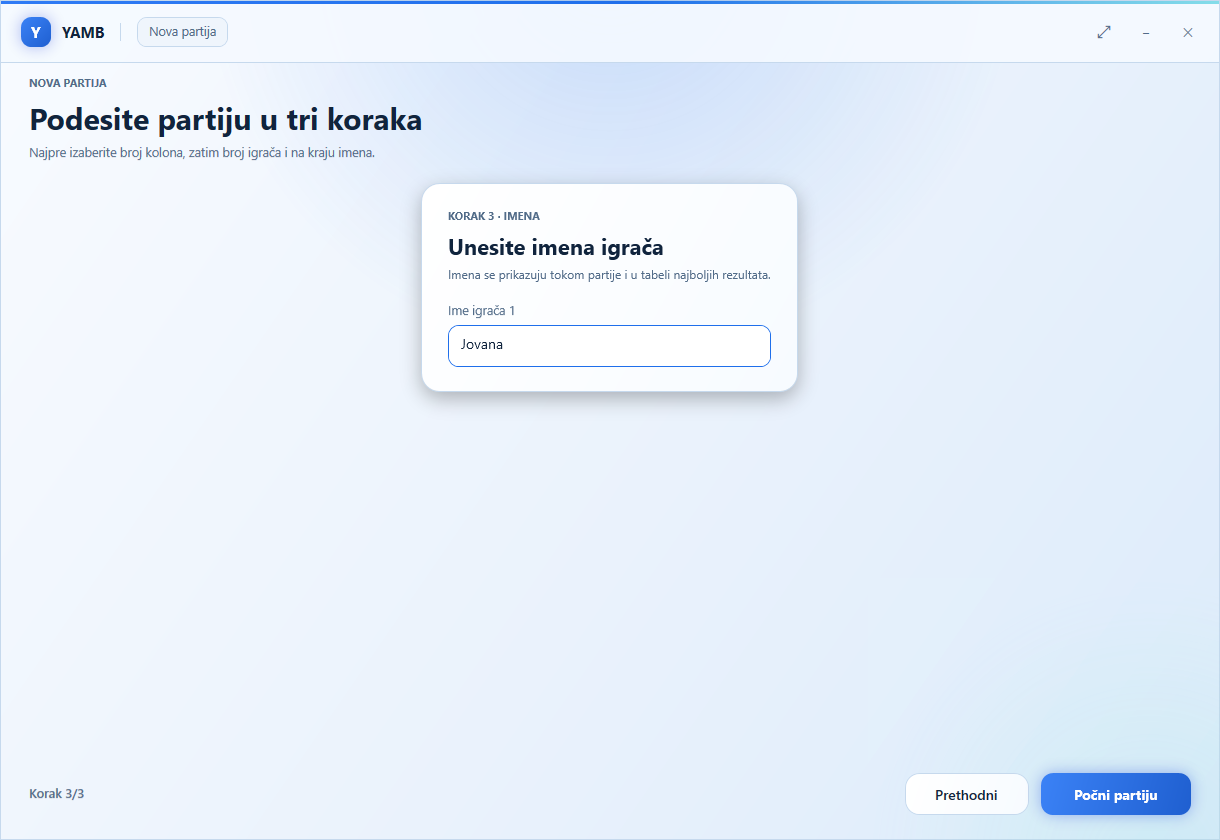 Y YAMB Nova partija
NOVA PARTIJA
Podesite partiju u tri koraka
Najpre izaberite broj kolona, zatim broj igrača i na kraju imena.
KORAK 3 · IMENA
Unesite imena igrača
Imena se prikazuju tokom partije i u tabeli najboljih rezultata.
Ime igrača 1
Jovana
Korak 3/3 Prethodni Počni partiju